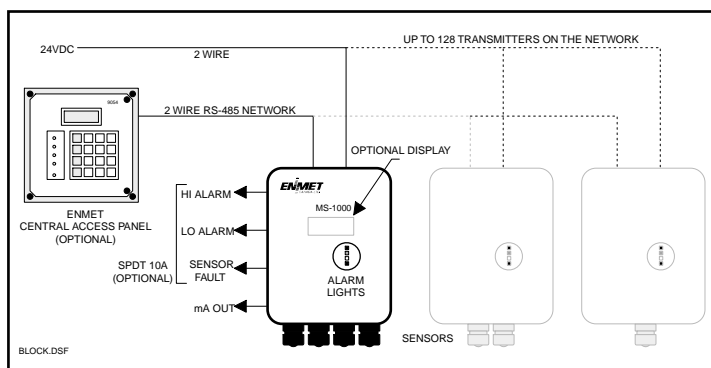 24VDC
2 WIRE
UP TO 128 TRANSMITTERS ON THE NETWORK
9054
2 WIRE RS-485 NETWORK
OPTIONAL DISPLAY
ENMET
CENTRAL ACCESS PANEL
(OPTIONAL)
HI ALARM
LO ALARM
SPDT 10A
(OPTIONAL)
SENSOR
FAULT
mA OUT
ENMET
MS-1000
ALARM
LIGHTS
SENSORS
BLOCK.DSF